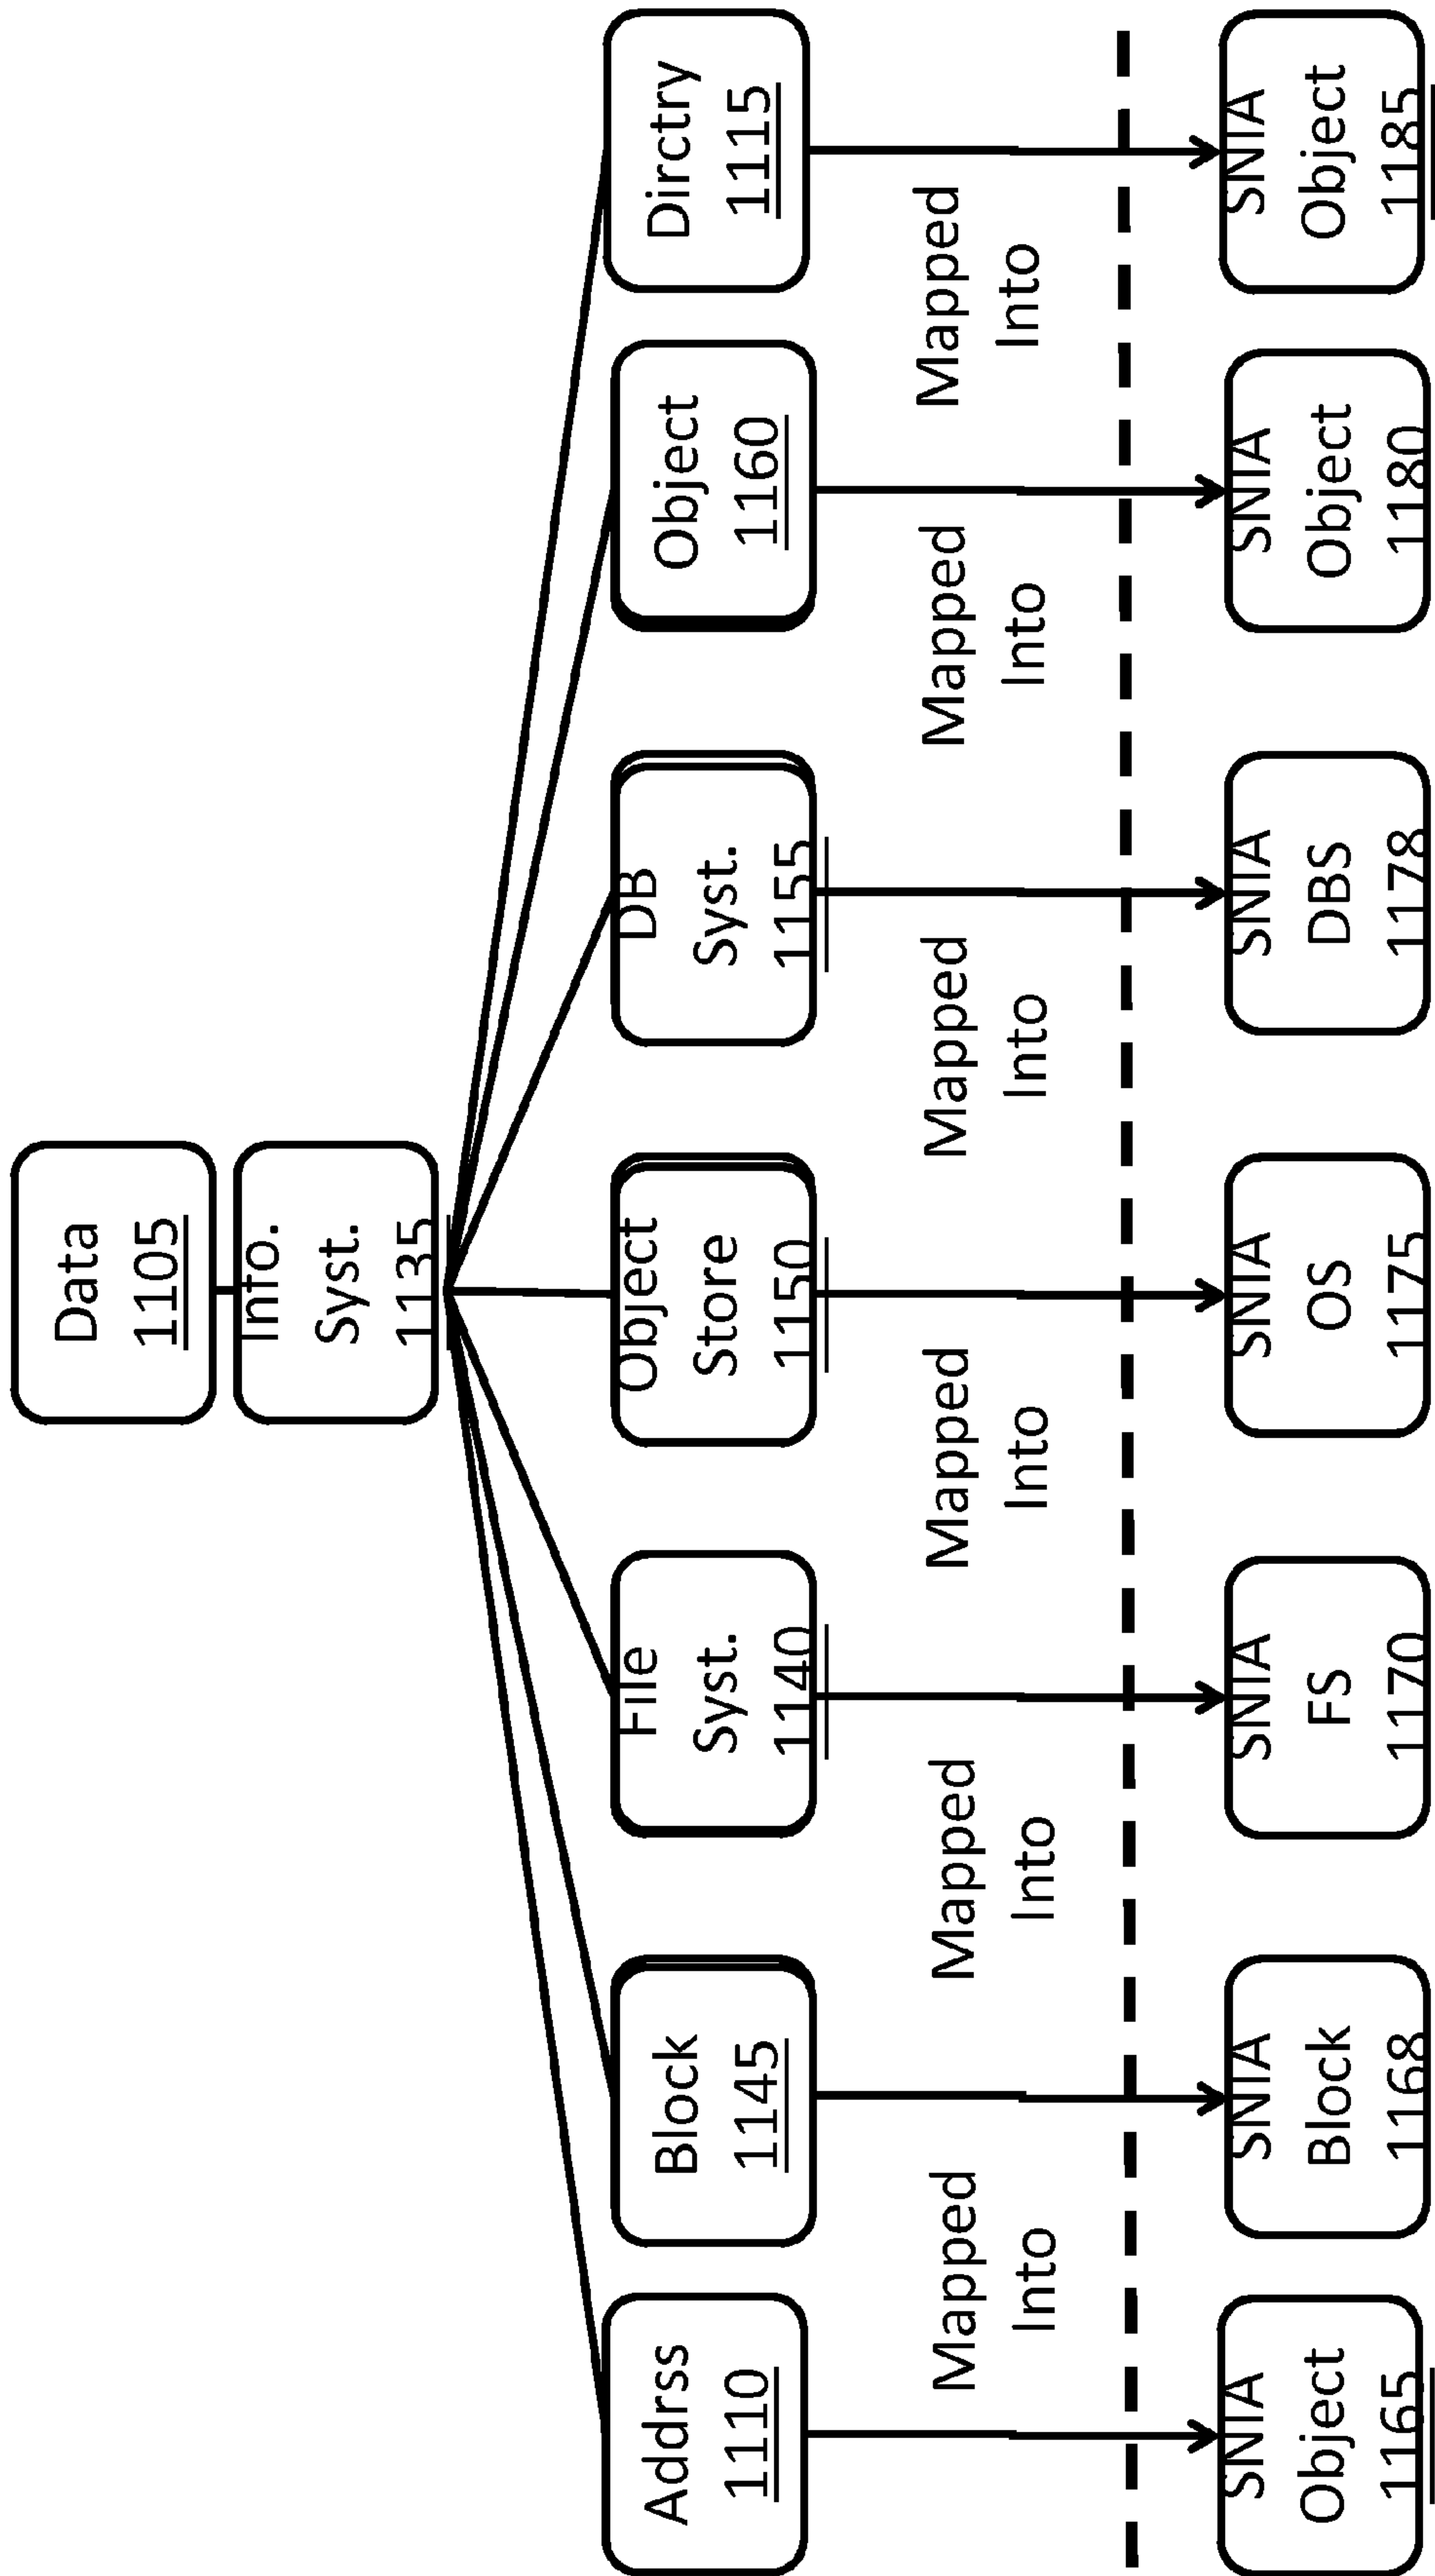 Data
1105
Info.
Syst.
1135
Addrss
1110
Block
1145
File
Syst.
1140
Object
Store
1150
DB
Syst.
1155
Object
1160
Dirctry
1115
Mapped
Into
Mapped
Into
Mapped
Into
Mapped
Into
Mapped
Into
Mapped
Into
SNIA
Object
1165
SNIA
Block
1168
SNIA
FS
1170
SNIA
OS
1175
SNIA
DBS
1178
SNIA
Object
1180
SNIA
Object
1185